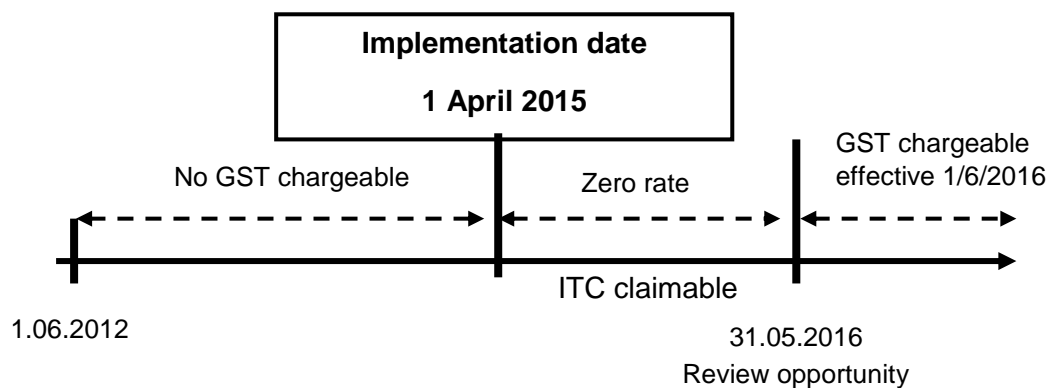 Implementation date
1 April 2015
No GST chargeable
Zero rate
GST chargeable
effective 1/6/2016
ITC claimable
1.06.2012
31.05.2016
Review opportunity